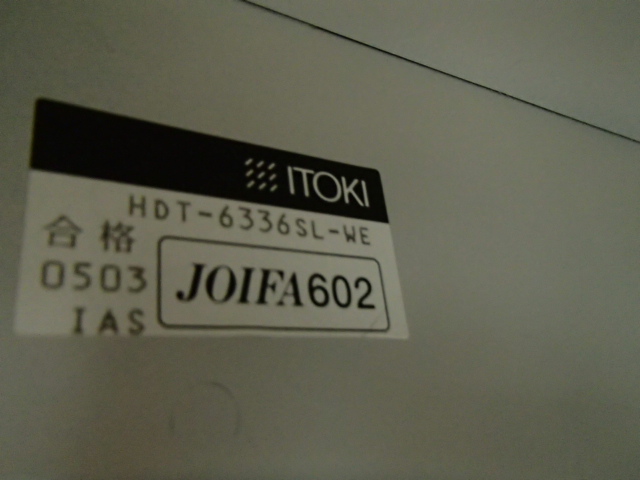 ITOKI
HDT-6336SL-WE
合格
0503
IAS
JOIFA602